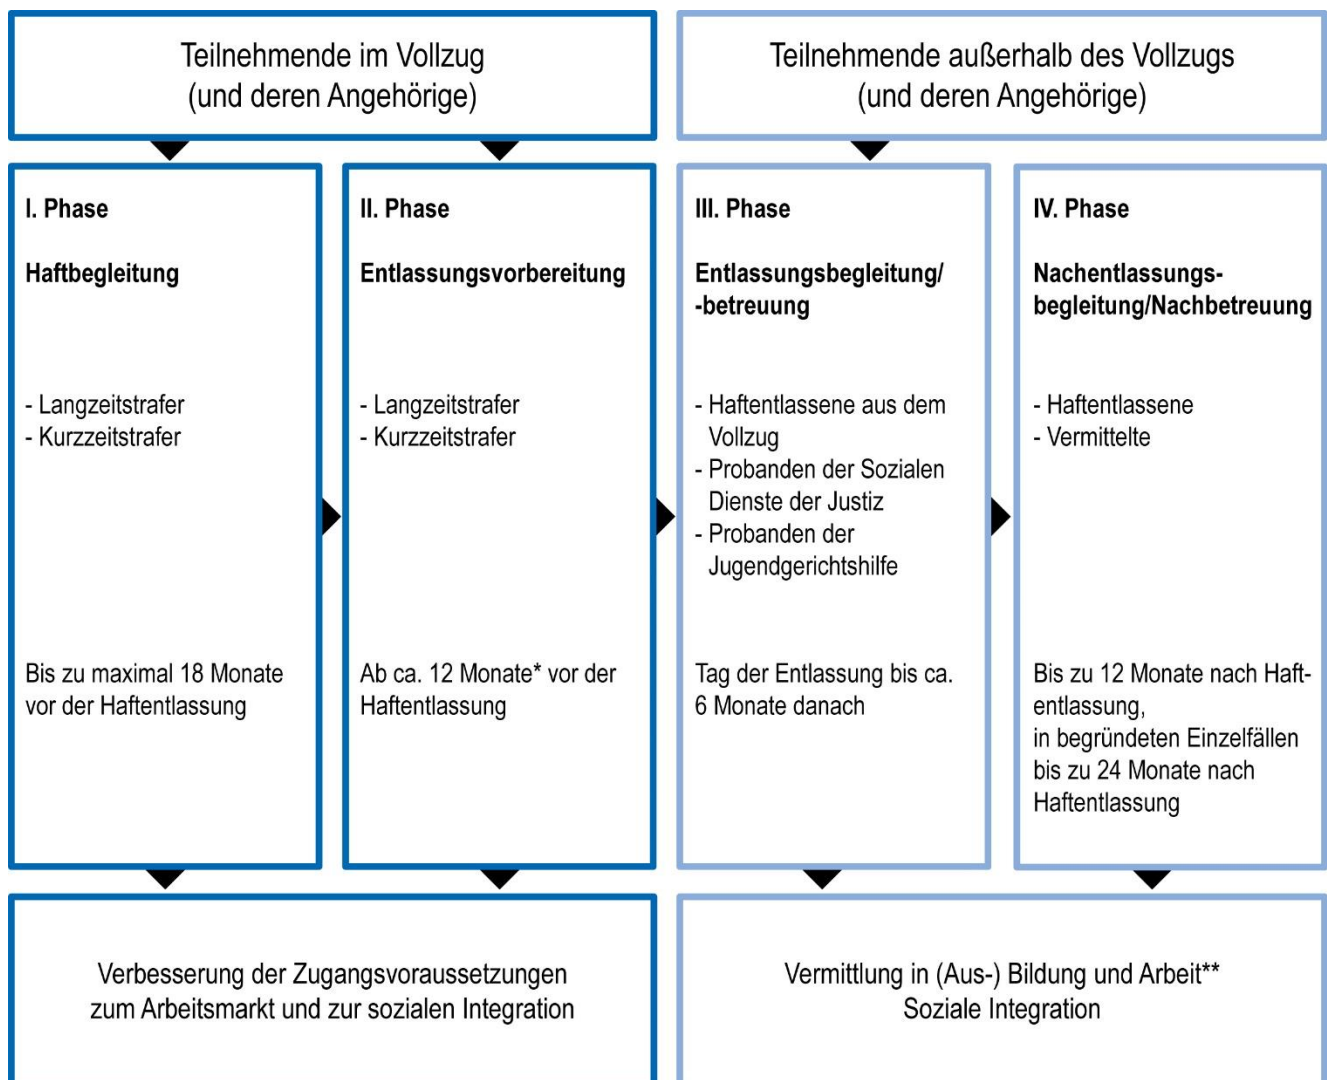 Teilnehmende im Vollzug
(und deren Angehörige)
Teilnehmende außerhalb des Vollzugs
(und deren Angehörige)
I. Phase
Haftbegleitung
- Langzeitstrafer
- Kurzzeitstrafer
Bis zu maximal 18 Monate
vor der Haftentlassung
II. Phase
Entlassungsvorbereitung
- Langzeitstrafer
- Kurzzeitstrafer
Ab ca. 12 Monate* vor der
Haftentlassung
III. Phase
Entlassungsbegleitung/
-betreuung
- Haftentlassene aus dem
Vollzug
- Probanden der Sozialen
Dienste der Justiz
- Probanden der
Jugendgerichtshilfe
Tag der Entlassung bis ca.
6 Monate danach
IV. Phase
Nachentlassungs-
begleitung/Nachbetreuung
- Haftentlassene
- Vermittelte
Bis zu 12 Monate nach Haft-
entlassung,
in begründeten Einzelfällen
bis zu 24 Monate nach
Haftentlassung
Verbesserung der Zugangsvoraussetzungen
zum Arbeitsmarkt und zur sozialen Integration
Vermittlung in (Aus-) Bildung und Arbeit**
Soziale Integration